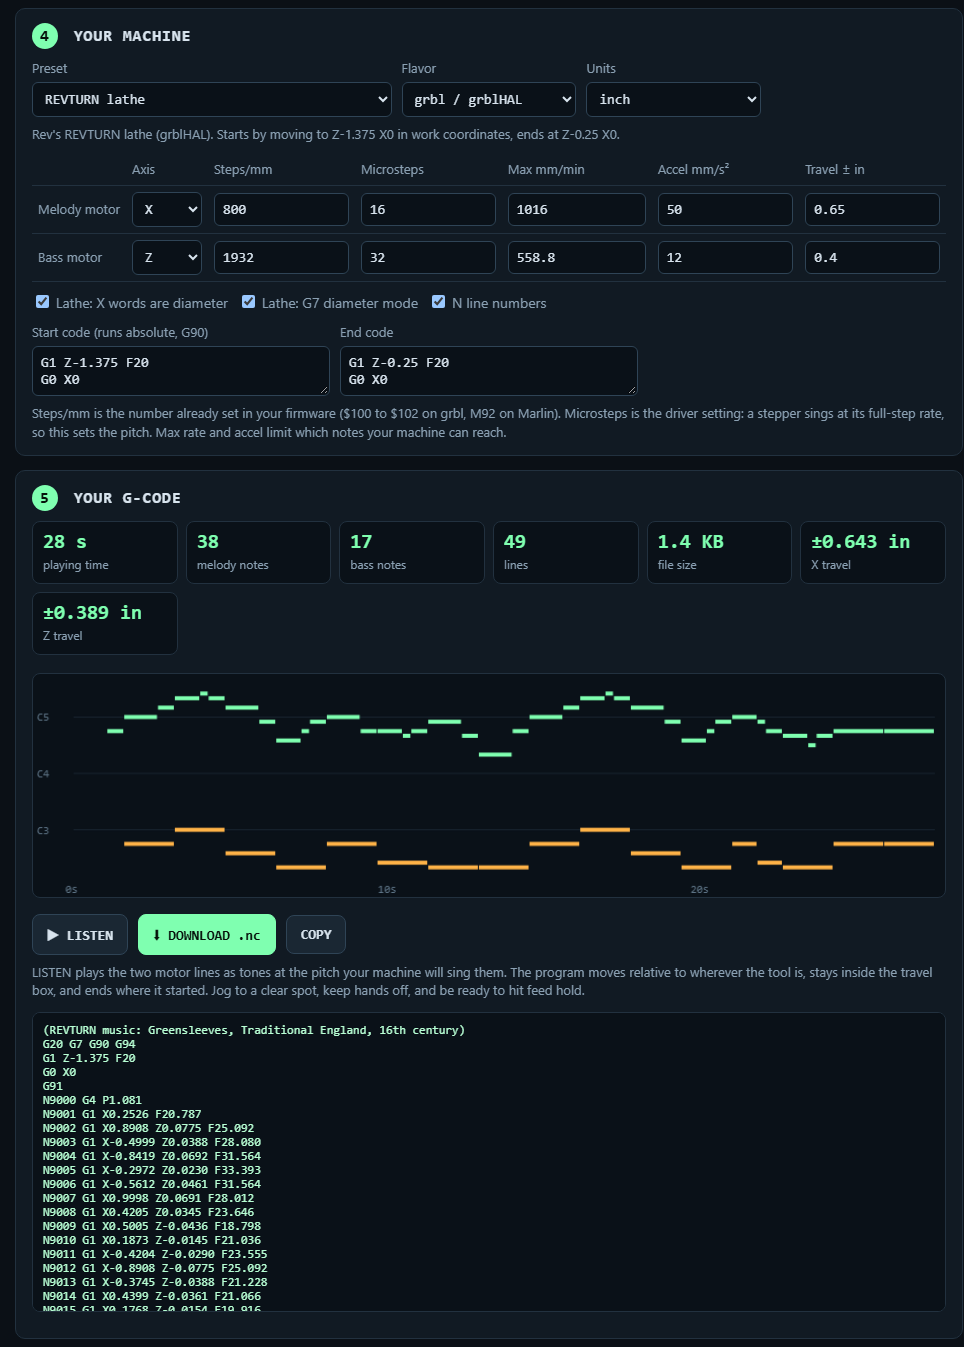 4 YOUR MACHINE
Preset Flavor Units
REVTURN lathe grbl / grblHAL inch
Rev's REVTURN lathe (grblHAL). Starts by moving to Z-1.375 X0 in work coordinates, ends at Z-0.25 X0.
Axis Steps/mm Microsteps Max mm/min Accel mm/s² Travel ± in
Melody motor X 800 16 1016 50 0.65
Bass motor Z 1932 32 558.8 12 0.4
Lathe: X words are diameter Lathe: G7 diameter mode N line numbers
Start code (runs absolute, G90) End code
G1 Z-1.375 F20 G1 Z-0.25 F20
G0 X0 G0 X0
Steps/mm is the number already set in your firmware ($100 to $102 on grbl, M92 on Marlin). Microsteps is the driver setting: a stepper sings at its full-step rate,
so this sets the pitch. Max rate and accel limit which notes your machine can reach.
5 YOUR G-CODE
28 s 38 17 49 1.4 KB ±0.643 in
playing time melody notes bass notes lines file size X travel
±0.389 in
Z travel
C5
C4
C3
0s 10s 20s
▶ LISTEN ⬇ DOWNLOAD .nc COPY
LISTEN plays the two motor lines as tones at the pitch your machine will sing them. The program moves relative to wherever the tool is, stays inside the travel
box, and ends where it started. Jog to a clear spot, keep hands off, and be ready to hit feed hold.
(REVTURN music: Greensleeves, Traditional England, 16th century)
G20 G7 G90 G94
G1 Z-1.375 F20
G0 X0
G91
N9000 G4 P1.081
N9001 G1 X0.2526 F20.787
N9002 G1 X0.8908 Z0.0775 F25.092
N9003 G1 X-0.4999 Z0.0388 F28.080
N9004 G1 X-0.8419 Z0.0692 F31.564
N9005 G1 X-0.2972 Z0.0230 F33.393
N9006 G1 X-0.5612 Z0.0461 F31.564
N9007 G1 X0.9998 Z0.0691 F28.012
N9008 G1 X0.4205 Z0.0345 F23.646
N9009 G1 X0.5005 Z-0.0436 F18.798
N9010 G1 X0.1873 Z-0.0145 F21.036
N9011 G1 X-0.4204 Z-0.0290 F23.555
N9012 G1 X-0.8908 Z-0.0775 F25.092
N9013 G1 X-0.3745 Z-0.0388 F21.228
N9014 G1 X0.4399 Z-0.0361 F21.066
N9015 G1 X0.1768 Z-0.0154 F19.916